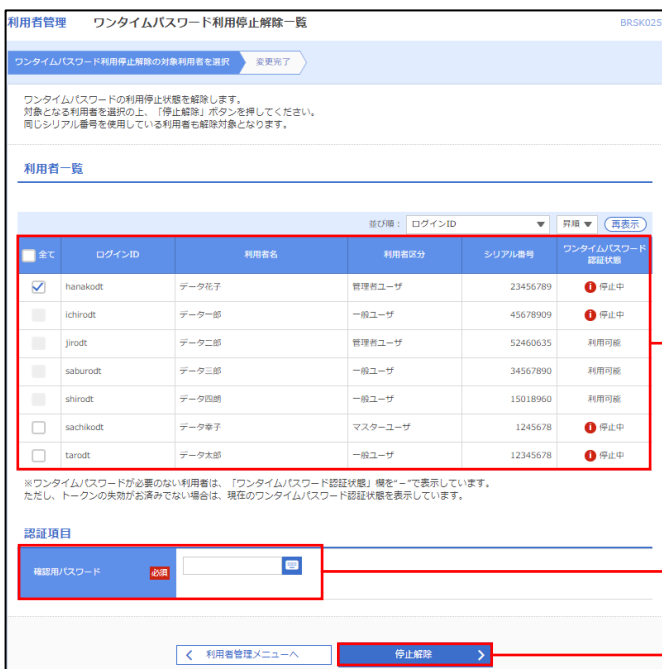 利用者管理 ワンタイムパスワード利用停止解除一覧 BRSK025
ワンタイムパスワード利用停止解除の対象利用者を選択 変更完了
ワンタイムパスワードの利用停止状態を解除します。
対象となる利用者を選択の上、「停止解除」ボタンを押してください。
同じシリアル番号を使用している利用者も解除対象となります。
利用者一覧
並び順： ログインID 昇順 再表示
全て ログインID 利用者名 利用者区分 シリアル番号 ワンタイムパスワード
認証状態
hanakodt データ花子 管理者ユーザ 23456789 停止中
ichirodt データ一郎 一般ユーザ 45678909 停止中
jirodt データ二郎 管理者ユーザ 52460635 利用可能
saburodt データ三郎 一般ユーザ 34567890 利用可能
shirodt データ四朗 一般ユーザ 15018960 利用可能
sachikodt データ幸子 マスターユーザ 1245678 停止中
tarodt データ太郎 一般ユーザ 12345678 停止中
※ワンタイムパスワードが必要のない利用者は、「ワンタイムパスワード認証状態」欄を"－"で表示しています。
ただし、トークンの失効がお済みでない場合は、現在のワンタイムパスワード認証状態を表示しています。
認証項目
確認用パスワード 必須
利用者管理メニューへ 停止解除